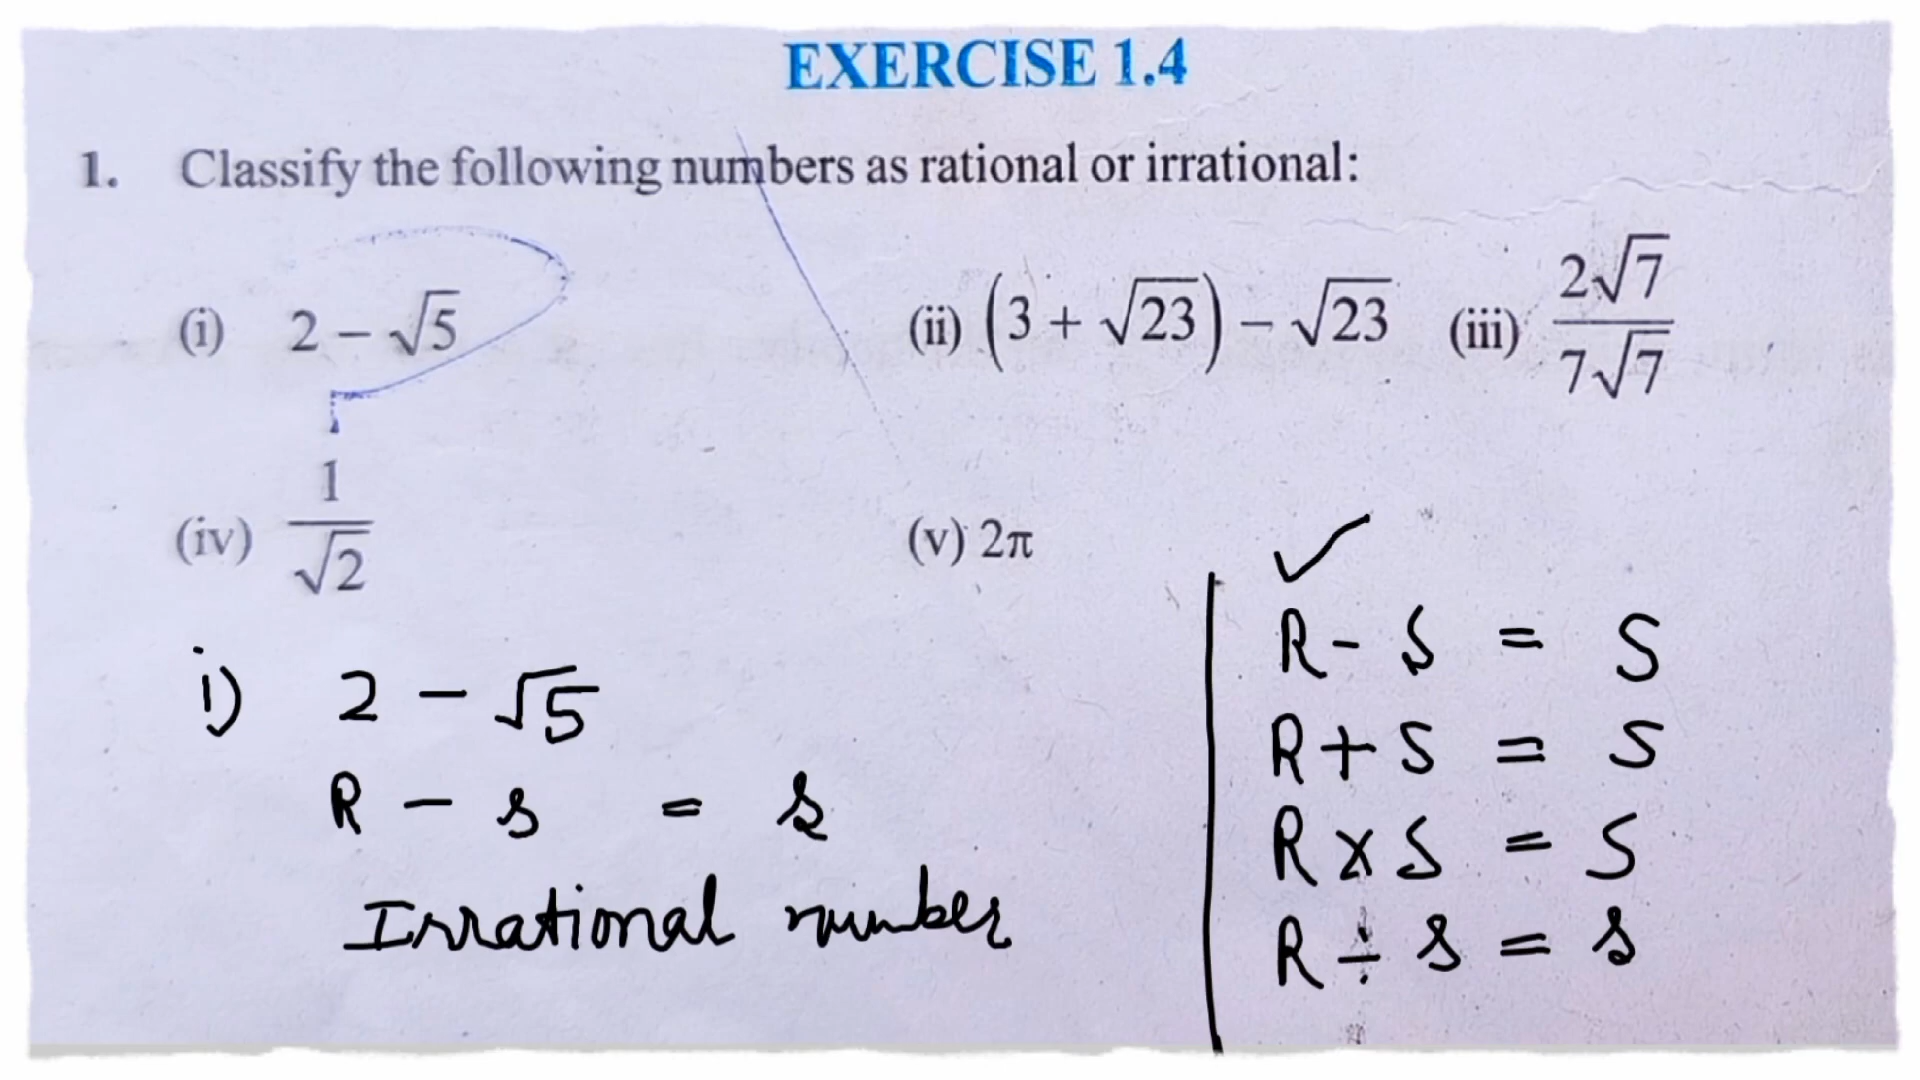 EXERCISE 1.4
1. Classify the following numbers as rational or irrational:
(i) 2 – √5 (ii) (3 + √23) – √23 (iii) 2√7/7√7
(iv) 1/√2 (v) 2π
i) 2 - √5
R - s = s
Irrational number
✓
R - S = S
R + S = S
R × S = S
R ÷ S = S